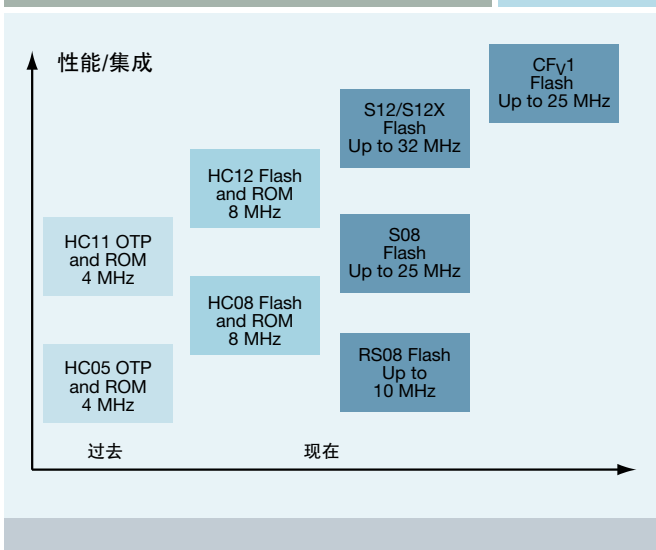 性能/集成
CFV1
Flash
Up to 25 MHz
S12/S12X
Flash
Up to 32 MHz
HC12 Flash
and ROM
8 MHz
HC11 OTP
and ROM
4 MHz
S08
Flash
Up to 25 MHz
HC08 Flash
and ROM
8 MHz
RS08 Flash
Up to
10 MHz
HC05 OTP
and ROM
4 MHz
过去
现在